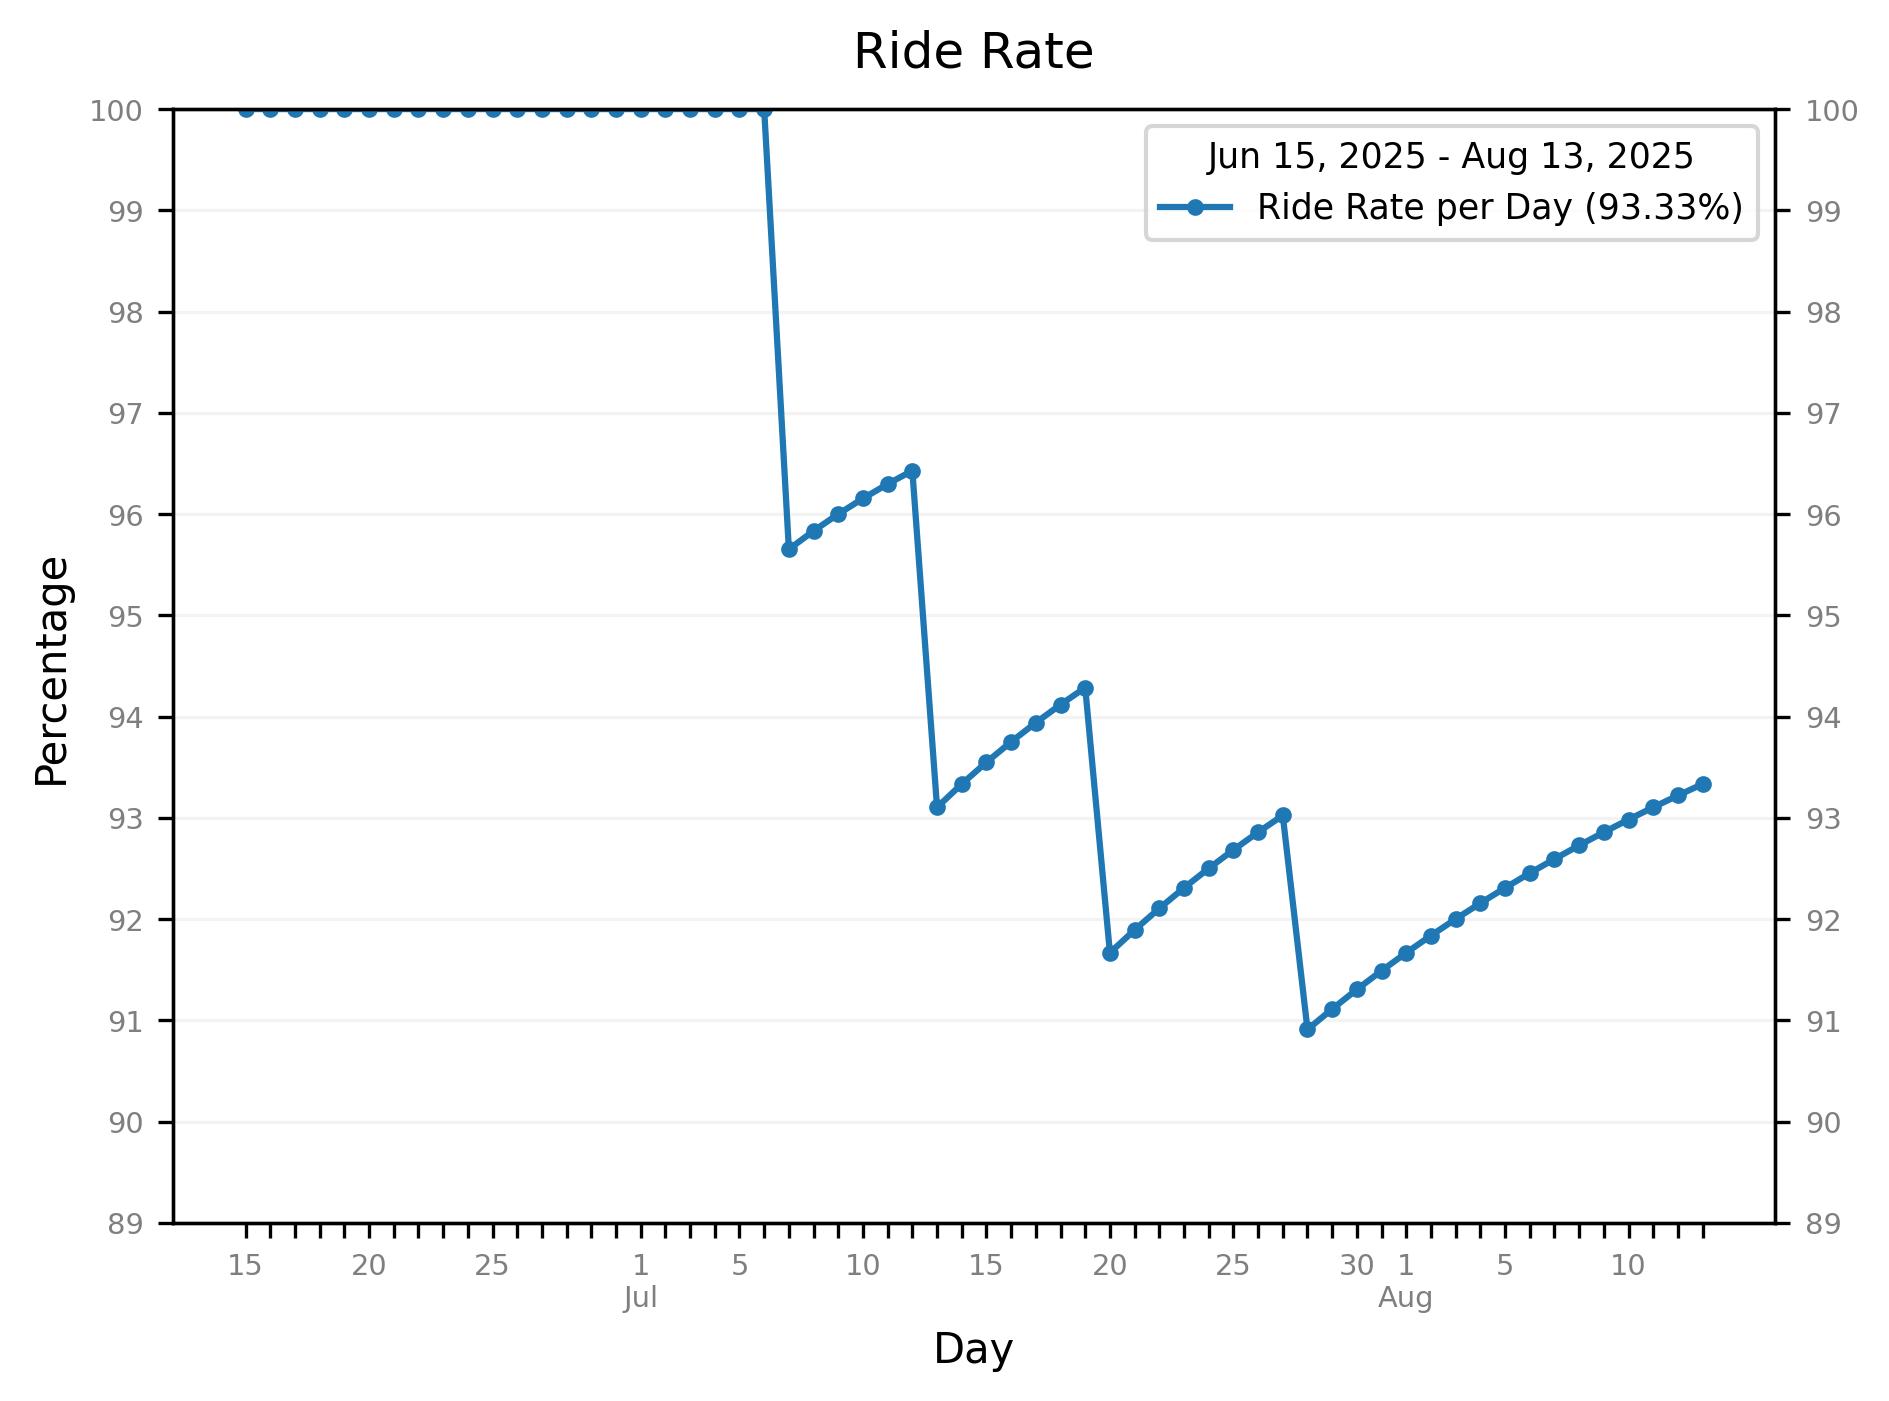 Ride Rate
Jun 15, 2025 - Aug 13, 2025
Ride Rate per Day (93.33%)
100 100
99 99
98 98
97 97
96 96
95 95
94 94
93 93
92 92
91 91
90 90
89 89
Percentage
15 20 25 1 5 10 15 20 25 30 1 5 10
Jul Aug
Day